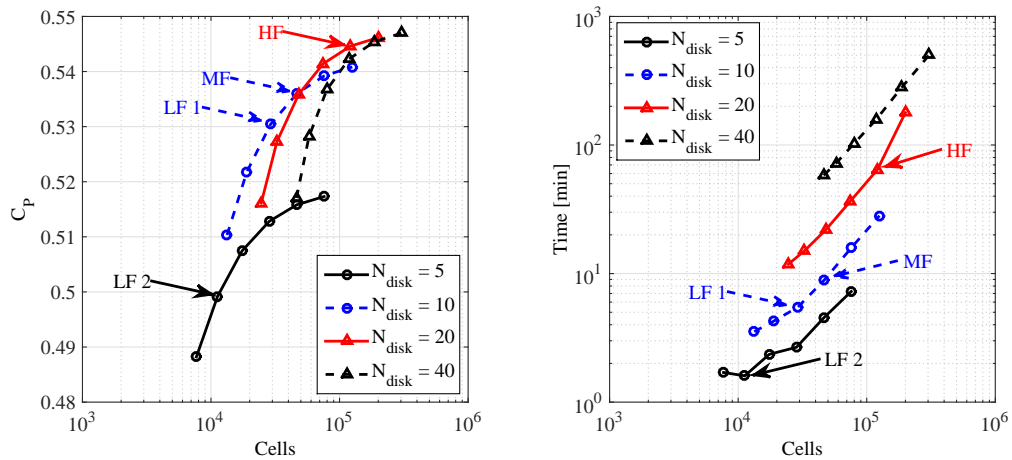 0.55
0.54
0.53
0.52
0.51
0.5
0.49
0.48
C_P
10^3
10^4
10^5
10^6
Cells
HF
MF
LF 1
LF 2
N_disk = 5
N_disk = 10
N_disk = 20
N_disk = 40
10^3
10^2
10^1
10^0
Time [min]
10^3
10^4
10^5
10^6
Cells
N_disk = 5
N_disk = 10
N_disk = 20
N_disk = 40
HF
MF
LF 1
LF 2